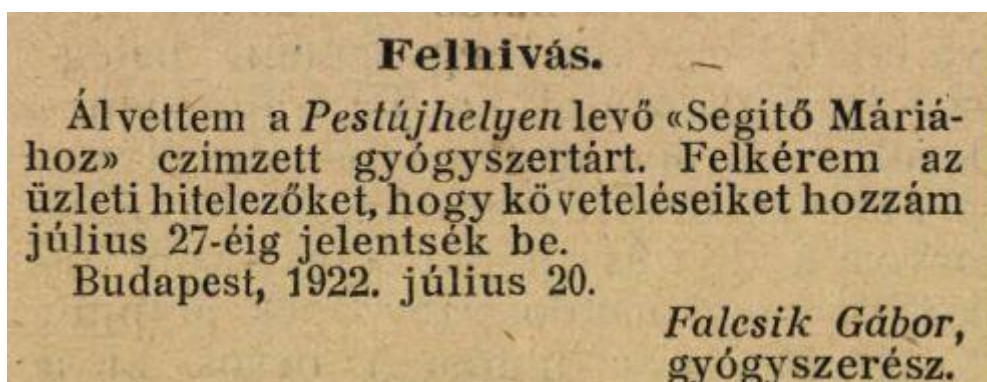 Felhivás.
Álvettem a Pestújhelyen levő «Segitő Máriá-
hoz» czimzett gyógyszertárt. Felkérem az
üzleti hitelezőket, hogy követeléseiket hozzám
július 27-éig jelentsék be.
Budapest, 1922. július 20.
Falcsik Gábor,
gyógyszerész.